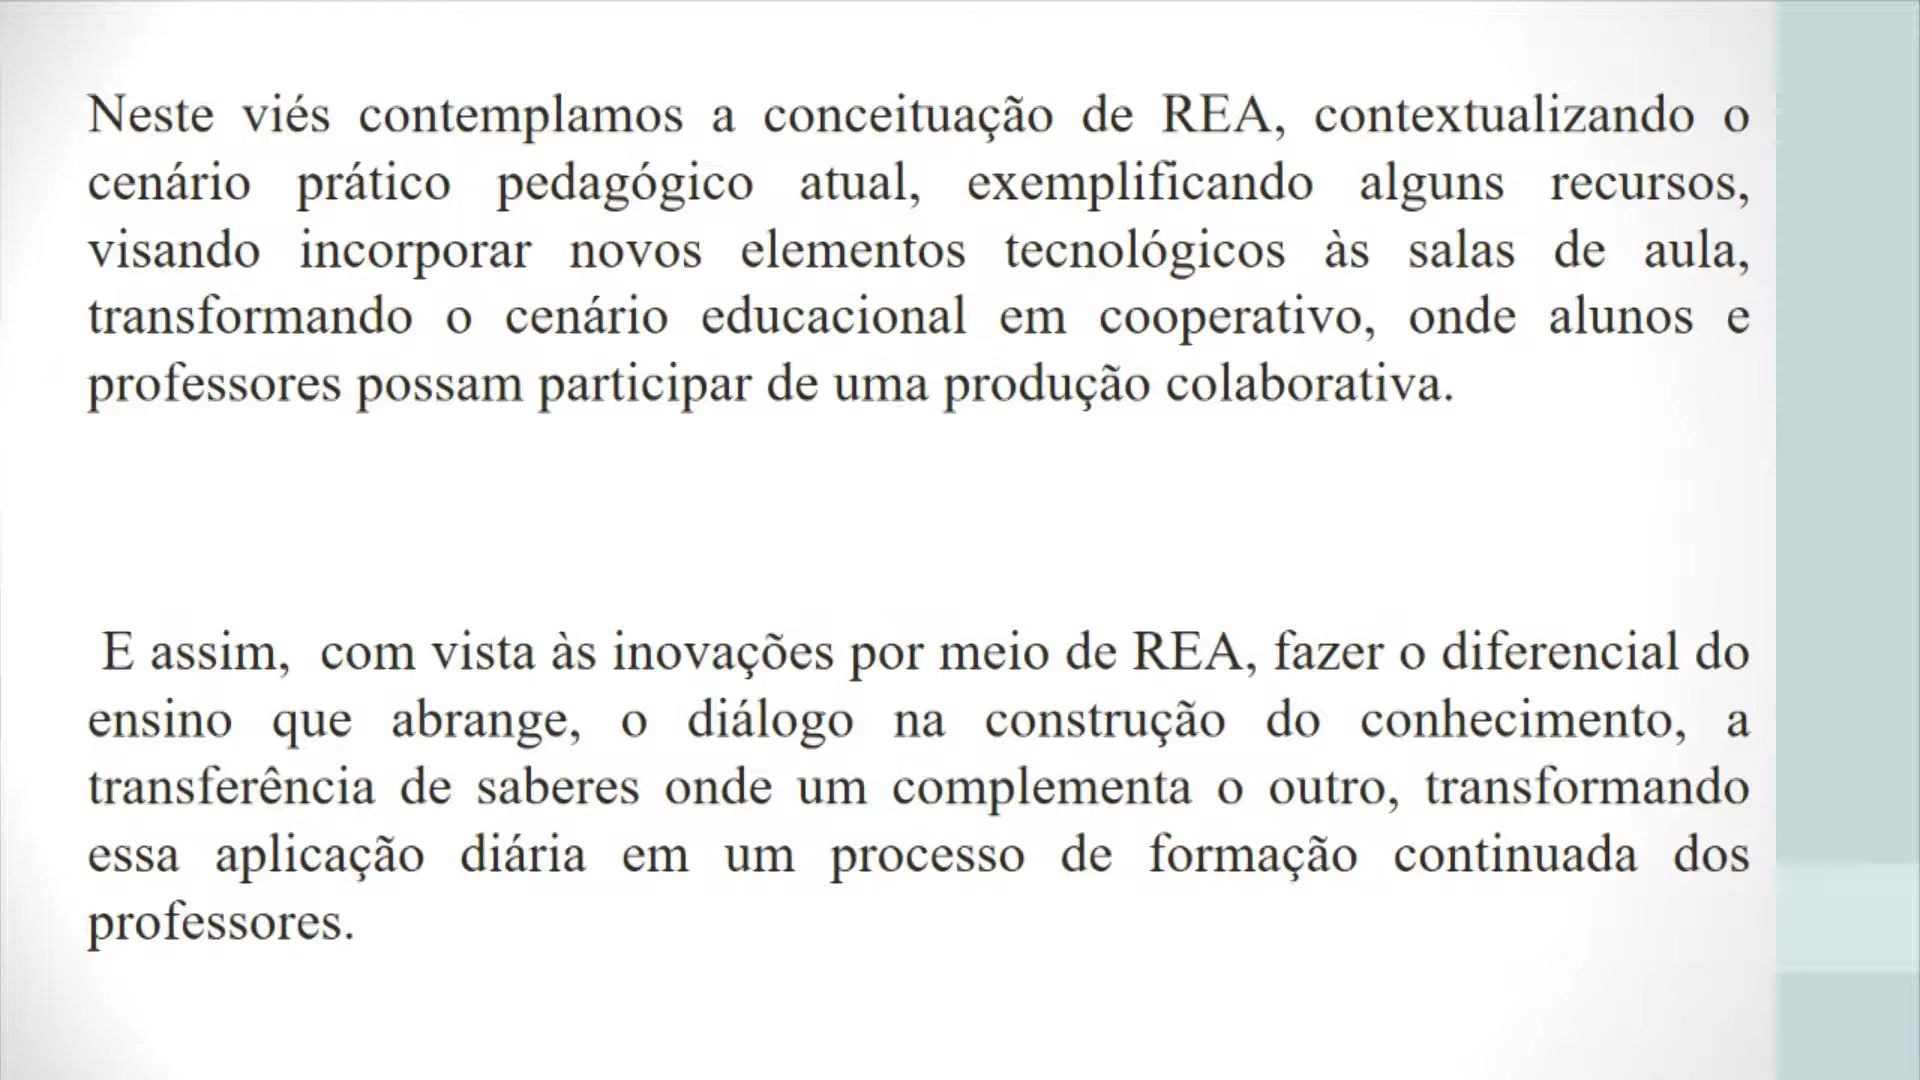 Neste viés contemplamos a conceituação de REA, contextualizando o
cenário prático pedagógico atual, exemplificando alguns recursos,
visando incorporar novos elementos tecnológicos às salas de aula,
transformando o cenário educacional em cooperativo, onde alunos e
professores possam participar de uma produção colaborativa.
E assim, com vista às inovações por meio de REA, fazer o diferencial do
ensino que abrange, o diálogo na construção do conhecimento, a
transferência de saberes onde um complementa o outro, transformando
essa aplicação diária em um processo de formação continuada dos
professores.